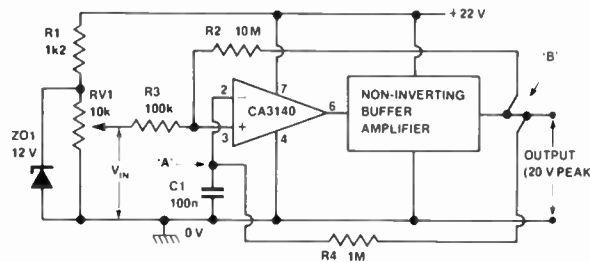 +22 V
R1
1k2
R2 10M
'B'
RV1
10k
R3
100k
2
7
CA3140
6
3
4
NON-INVERTING
BUFFER
AMPLIFIER
ZO1
12 V
VIN
'A'
C1
100n
OUTPUT
(20 V PEAK)
0 V
R4 1M